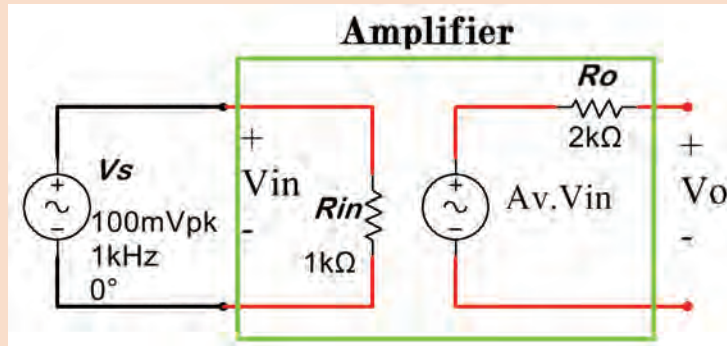 Amplifier
Ro
2kΩ
+
Vs
+
Vin
-
Rin
1kΩ
+
Av.Vin
-
+
Vo
-
100mVpk
1kHz
0°
-